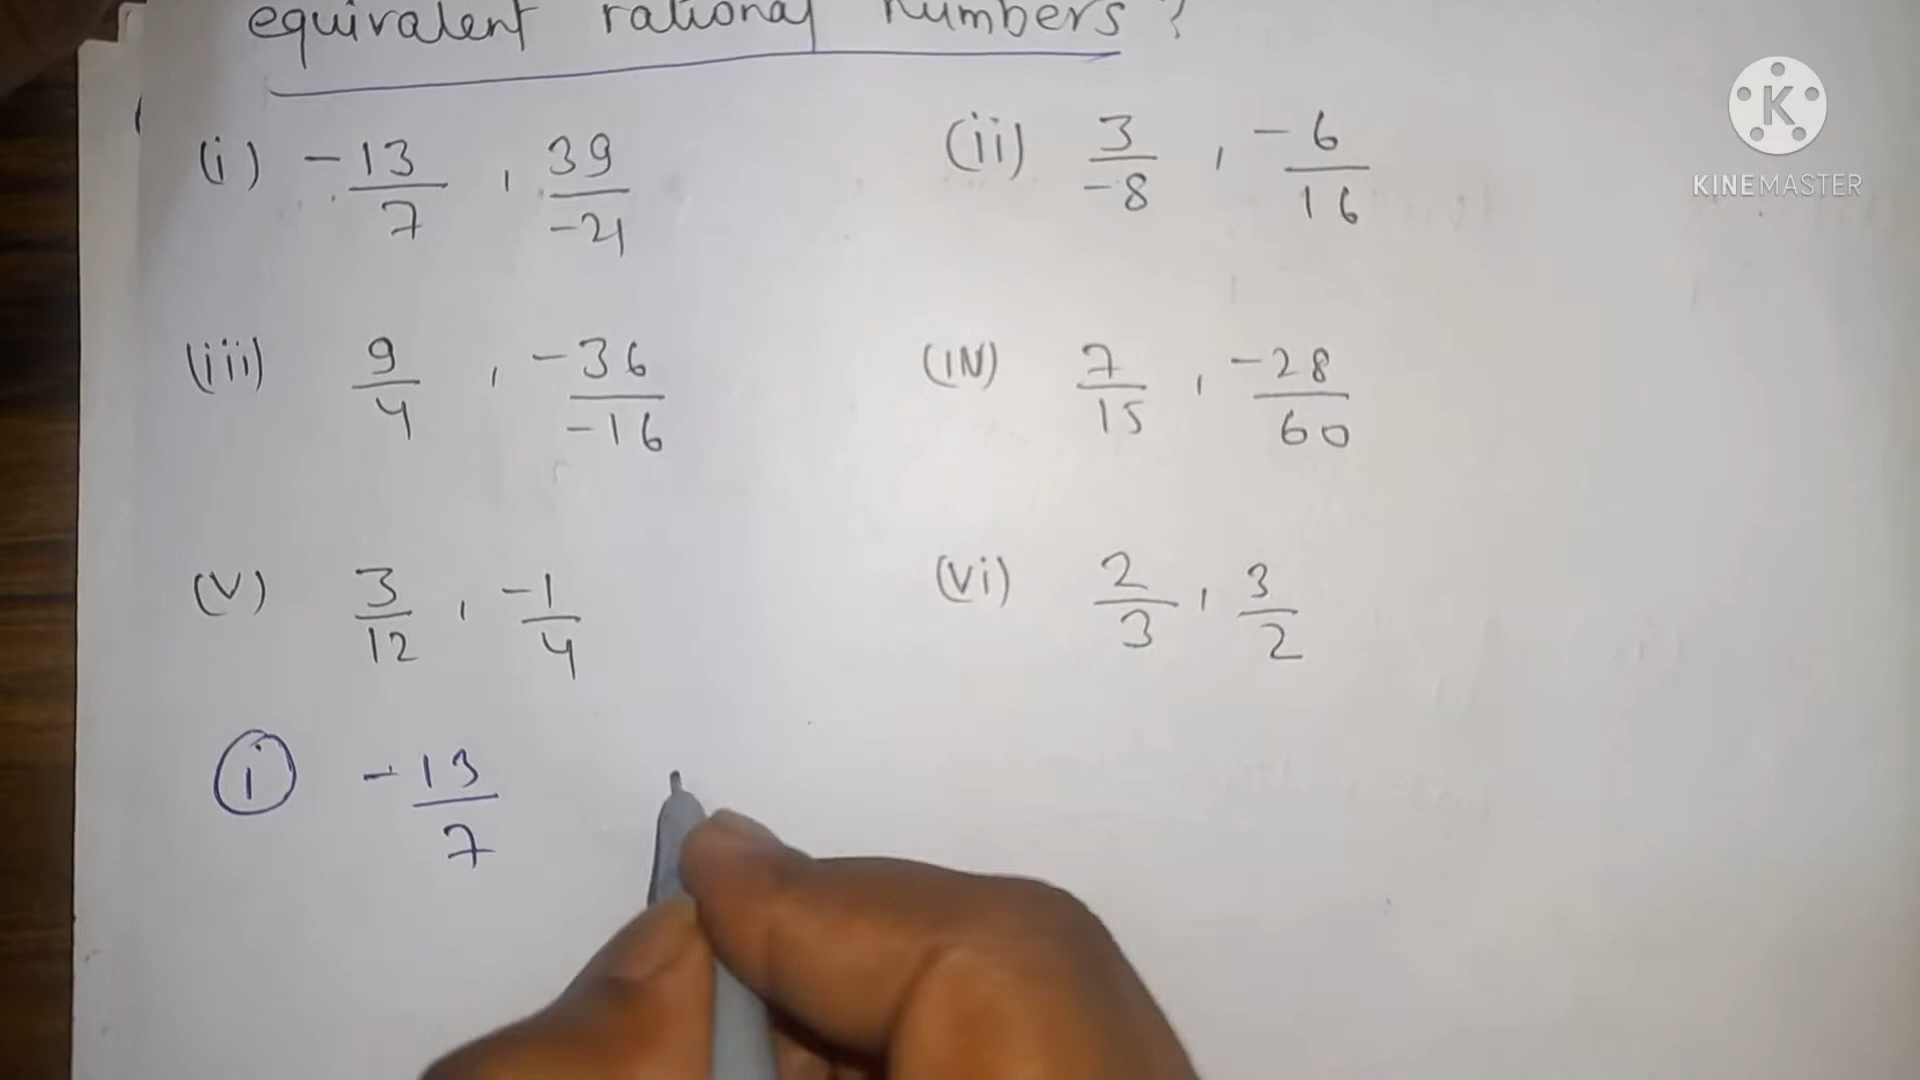 equivalent rational numbers?
(i) -13/7 , 39/-21
(ii) 3/-8 , -6/16
(iii) 9/4 , -36/-16
(iv) 7/15 , -28/60
(v) 3/12 , -1/4
(vi) 2/3 , 3/2
(i) -13/7
K
KINEMASTER